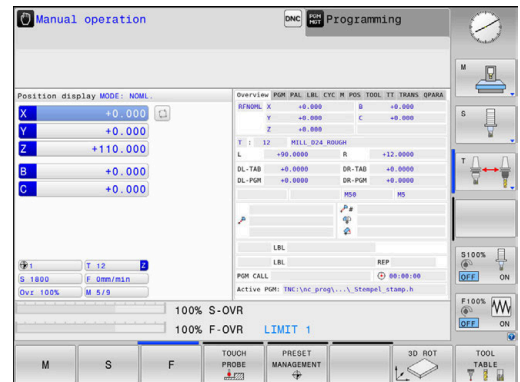 Manual operation
DNC
PGM MGT
Programming
Position display MODE: NOML.
X +0.000
Y +0.000
Z +110.000
B +0.000
C +0.000
1 T 12 Z
S 1800 F 0mm/min
Ovr 100% M 5/9
Overview PGM PAL LBL CYC M POS TOOL TT TRANS QPARA
RFNOML X +0.000 B +0.000
Y +0.000 C +0.000
Z +0.000
T : 12 MILL_D24_ROUGH
L +90.0000 R +12.0000
DL-TAB +0.0000 DR-TAB +0.0000
DL-PGM +0.0000 DR-PGM +0.0000
M50 M5
P #
LBL
LBL REP
PGM CALL 00:00:00
Active PGM: TNC:\nc_prog\...\_Stempel_stamp.h
100% S-OVR
100% F-OVR LIMIT 1
M
S
T
S100%
OFF ON
F100%
OFF ON
M
S
F
TOUCH PROBE
PRESET MANAGEMENT
3D ROT
TOOL TABLE